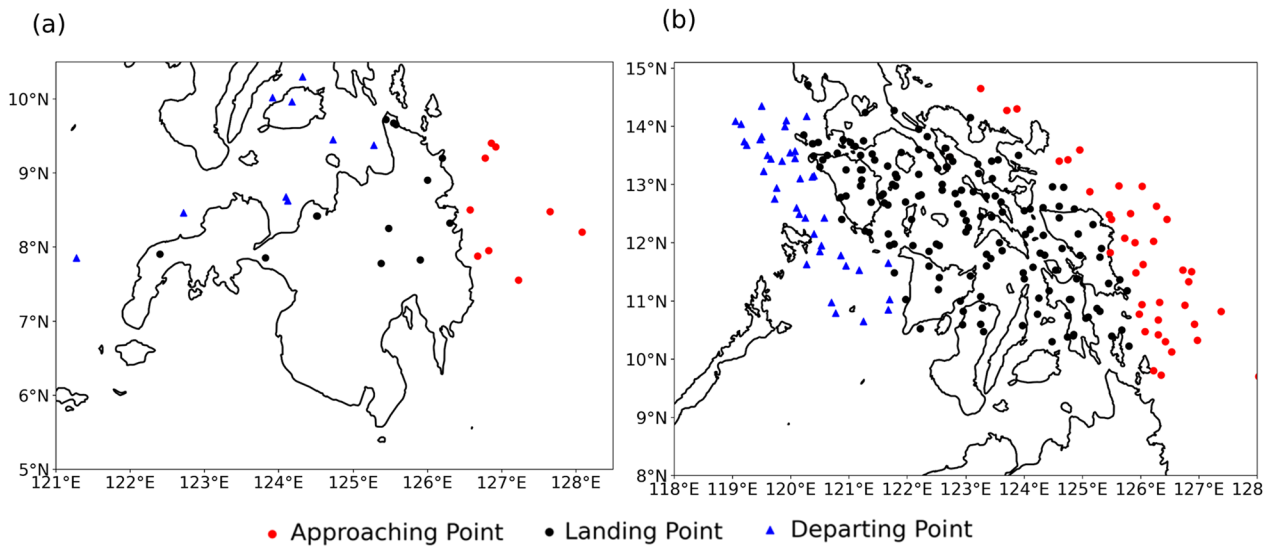 (a)
(b)
10°N
9°N
8°N
7°N
6°N
5°N
121°E 122°E 123°E 124°E 125°E 126°E 127°E 128°E
15°N
14°N
13°N
12°N
11°N
10°N
9°N
8°N
118°E 119°E 120°E 121°E 122°E 123°E 124°E 125°E 126°E 127°E 128
Approaching Point Landing Point Departing Point